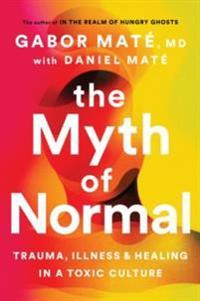 The author of IN THE REALM OF HUNGRY GHOSTS
GABOR MATÉ, MD
with DANIEL MATÉ
the
Myth
of
Normal
TRAUMA, ILLNESS & HEALING
IN A TOXIC CULTURE